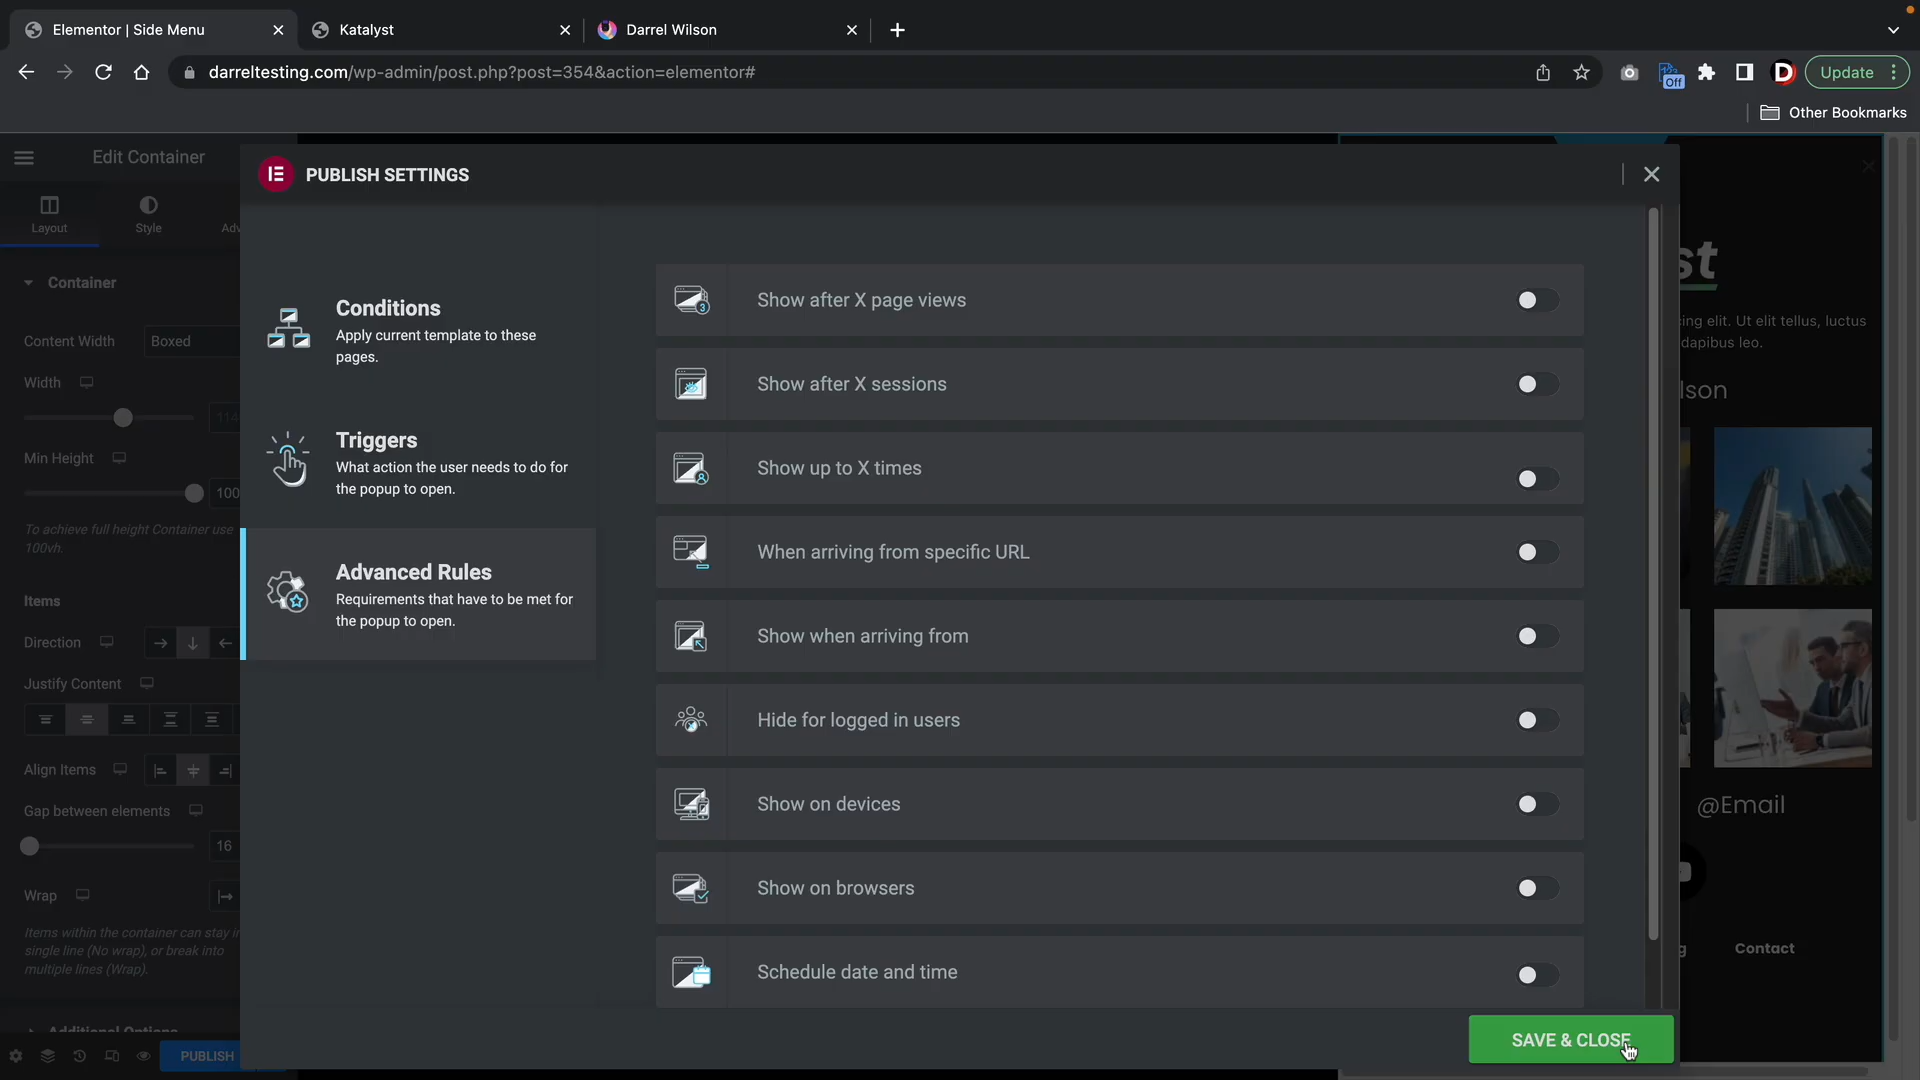 Elementor | Side Menu
Katalyst
Darrel Wilson
darreltesting.com/wp-admin/post.php?post=354&action=elementor#
Off
D
Update
Other Bookmarks
Edit Container
PUBLISH SETTINGS
Layout
Style
Adv
Container
Content Width
Boxed
Width
Min Height
100
To achieve full height Container use
100vh.
Items
Direction
Justify Content
Align Items
Gap between elements
16
Wrap
Items within the container can stay in
single line (No wrap), or break into
multiple lines (Wrap).
Additional Options
PUBLISH
Conditions
Apply current template to these
pages.
Triggers
What action the user needs to do for
the popup to open.
Advanced Rules
Requirements that have to be met for
the popup to open.
Show after X page views
Show after X sessions
Show up to X times
When arriving from specific URL
Show when arriving from
Hide for logged in users
Show on devices
Show on browsers
Schedule date and time
SAVE & CLOSE
st
ing elit. Ut elit tellus, luctus
dapibus leo.
lson
@Email
g
Contact